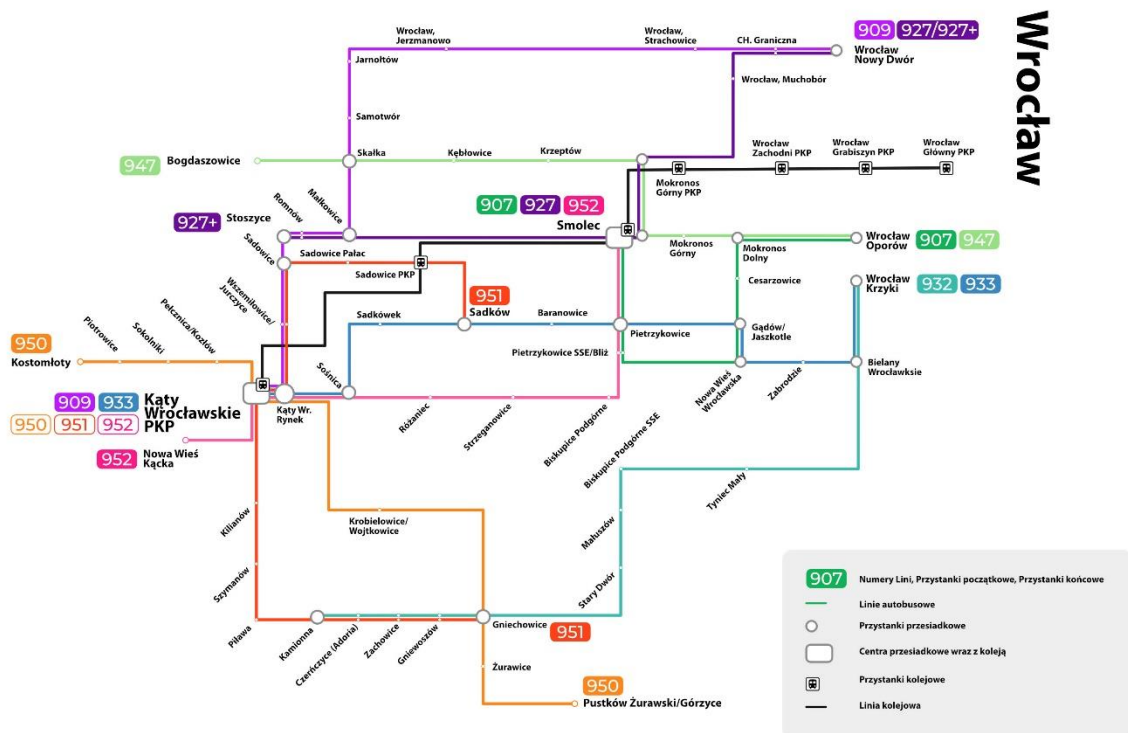 Wrocław,
Jerzmanowo
Wrocław,
Strachowice
CH. Graniczna
909 927/927+
Wrocław
Nowy Dwór
Wrocław
Jarnołtów
Wrocław, Muchobór
Samotwór
947 Bogdaszowice
Skałka
Kębłowice
Krzeptów
Mokronos
Górny PKP
Wrocław
Zachodni PKP
Wrocław
Grabiszyn PKP
Wrocław
Główny PKP
927+ Stoszyce
Romnów
Małkowice
907 927 952
Smolec
Mokronos
Górny
Mokronos
Dolny
Wrocław
Oporów
907 947
Sadowice
Sadowice Pałac
Sadowice PKP
Cesarzowice
Wrocław
Krzyki
932 933
Wszemiłowice/
Jurczyce
951
Sadków
Sadkówek
Baranowice
Pietrzykowice
Gądów/
Jaszkotle
950
Kostomłoty
Piotrowice
Sokolniki
Pełcznica/Kozłów
Pietrzykowice SSE/Bliż
Nowa Wieś
Wrocławska
Zabrodzie
Bielany
Wrocławksie
909 933
950 951 952
Kąty
Wrocławskie
PKP
Kąty Wr.
Rynek
Sośnica
Różaniec
Strzeganowice
Biskupice Podgórne
Biskupice Podgórne SSE
952 Nowa Wieś
Kącka
Tyniec Mały
Kilianów
Krobielowice/
Wojtkowice
Małuszów
Szymanów
Stary Dwór
Piława
Kamionna
Czerńczyce (Adoria)
Zachowice
Gniewoszów
Gniechowice
951
Żurawice
950
Pustków Żurawski/Górzyce
907 Numery Lini, Przystanki początkowe, Przystanki końcowe
Linie autobusowe
Przystanki przesiadkowe
Centra przesiadkowe wraz z koleją
Przystanki kolejowe
Linia kolejowa